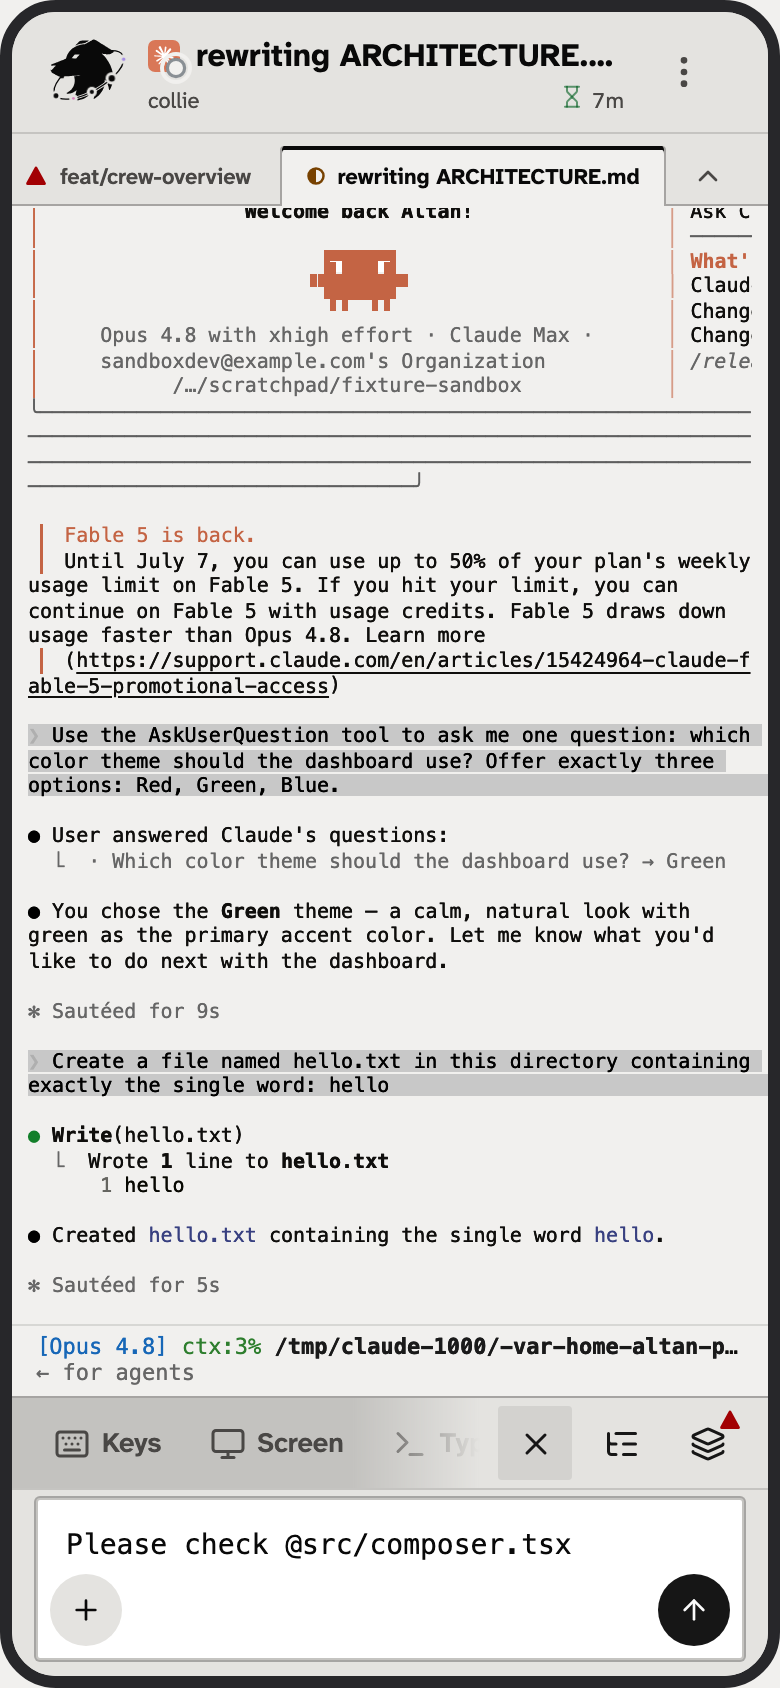 rewriting ARCHITECTURE....
collie
7m
feat/crew-overview
rewriting ARCHITECTURE.md
Welcome back Altan!
Ask C
What'
Claud
Opus 4.8 with xhigh effort · Claude Max ·
Chang
sandboxdev@example.com's Organization
/rele
/…/scratchpad/fixture-sandbox
Fable 5 is back.
Until July 7, you can use up to 50% of your plan's weekly
usage limit on Fable 5. If you hit your limit, you can
continue on Fable 5 with usage credits. Fable 5 draws down
usage faster than Opus 4.8. Learn more
(https://support.claude.com/en/articles/15424964-claude-f
able-5-promotional-access)
❯ Use the AskUserQuestion tool to ask me one question: which
color theme should the dashboard use? Offer exactly three
options: Red, Green, Blue.
● User answered Claude's questions:
└ · Which color theme should the dashboard use? → Green
● You chose the Green theme — a calm, natural look with
green as the primary accent color. Let me know what you'd
like to do next with the dashboard.
✻ Sautéed for 9s
❯ Create a file named hello.txt in this directory containing
exactly the single word: hello
● Write(hello.txt)
└ Wrote 1 line to hello.txt
1 hello
● Created hello.txt containing the single word hello.
✻ Sautéed for 5s
[Opus 4.8] ctx:3% /tmp/claude-1000/-var-home-altan-p…
← for agents
Keys
Screen
Typ
Please check @src/composer.tsx